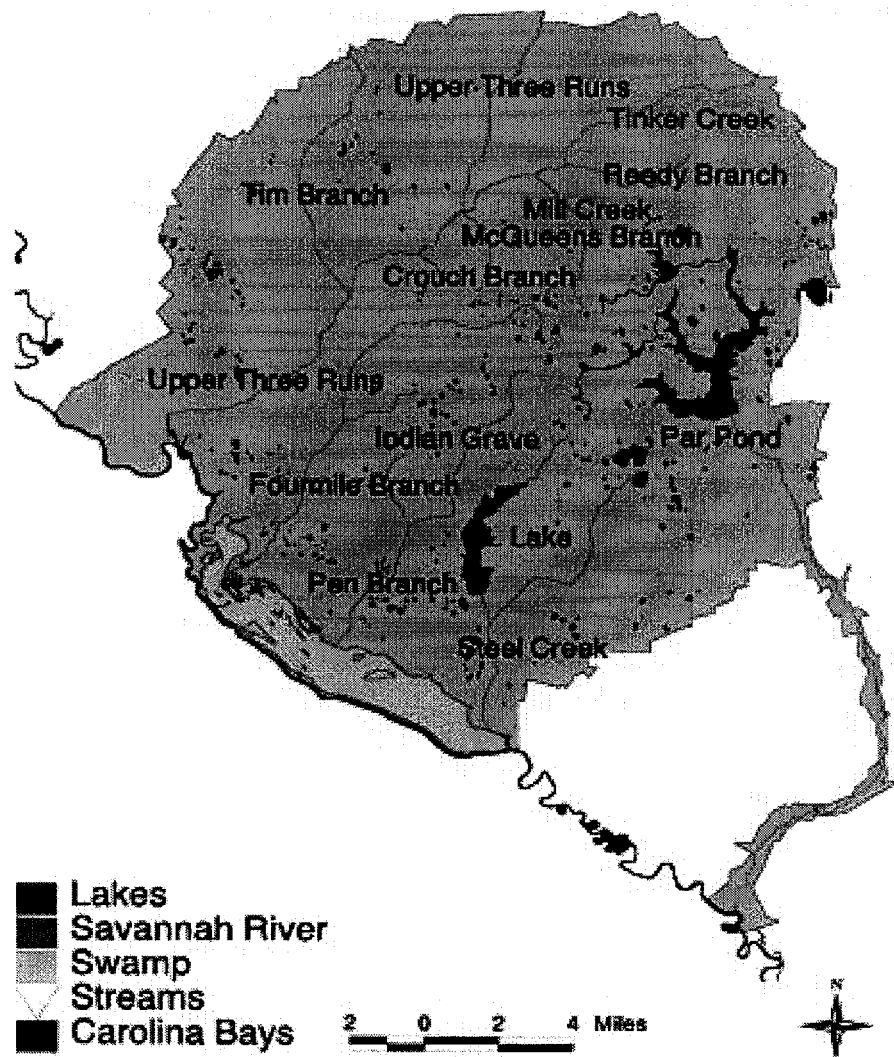 Upper Three Runs
Tinker Creek
Reedy Branch
Tim Branch
Mill Creek
McQueens Branch
Crouch Branch
Upper Three Runs
Indian Grave
Par Pond
Fourmile Branch
L Lake
Pen Branch
Steel Creek
Lakes
Savannah River
Swamp
Streams
Carolina Bays
2 0 2 4 Miles
N